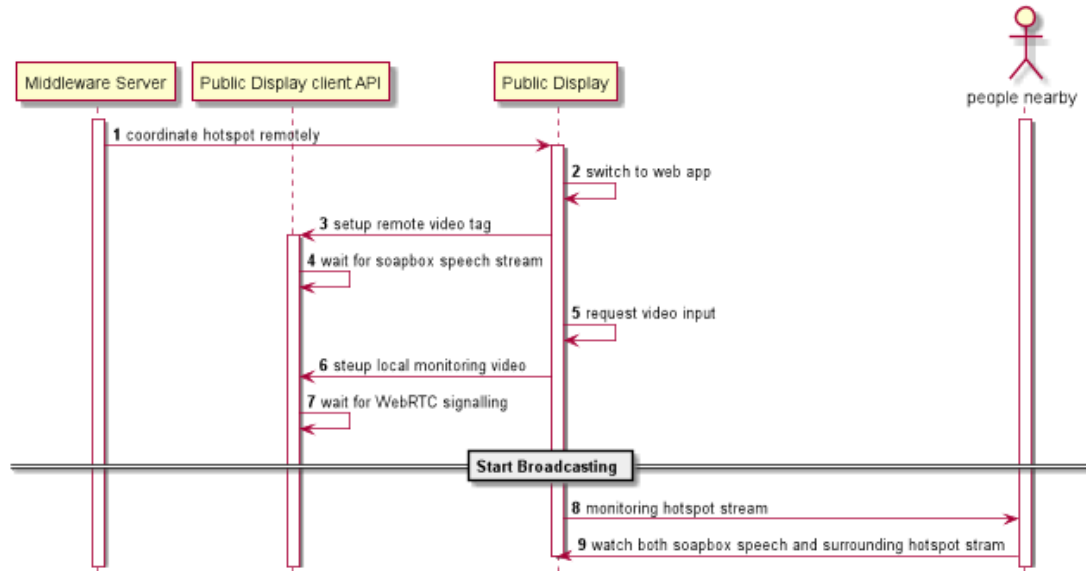 Middleware Server
Public Display client API
Public Display
people nearby
1 coordinate hotspot remotely
2 switch to web app
3 setup remote video tag
4 wait for soapbox speech stream
5 request video input
6 steup local monitoring video
7 wait for WebRTC signalling
Start Broadcasting
8 monitoring hotspot stream
9 watch both soapbox speech and surrounding hotspot stram